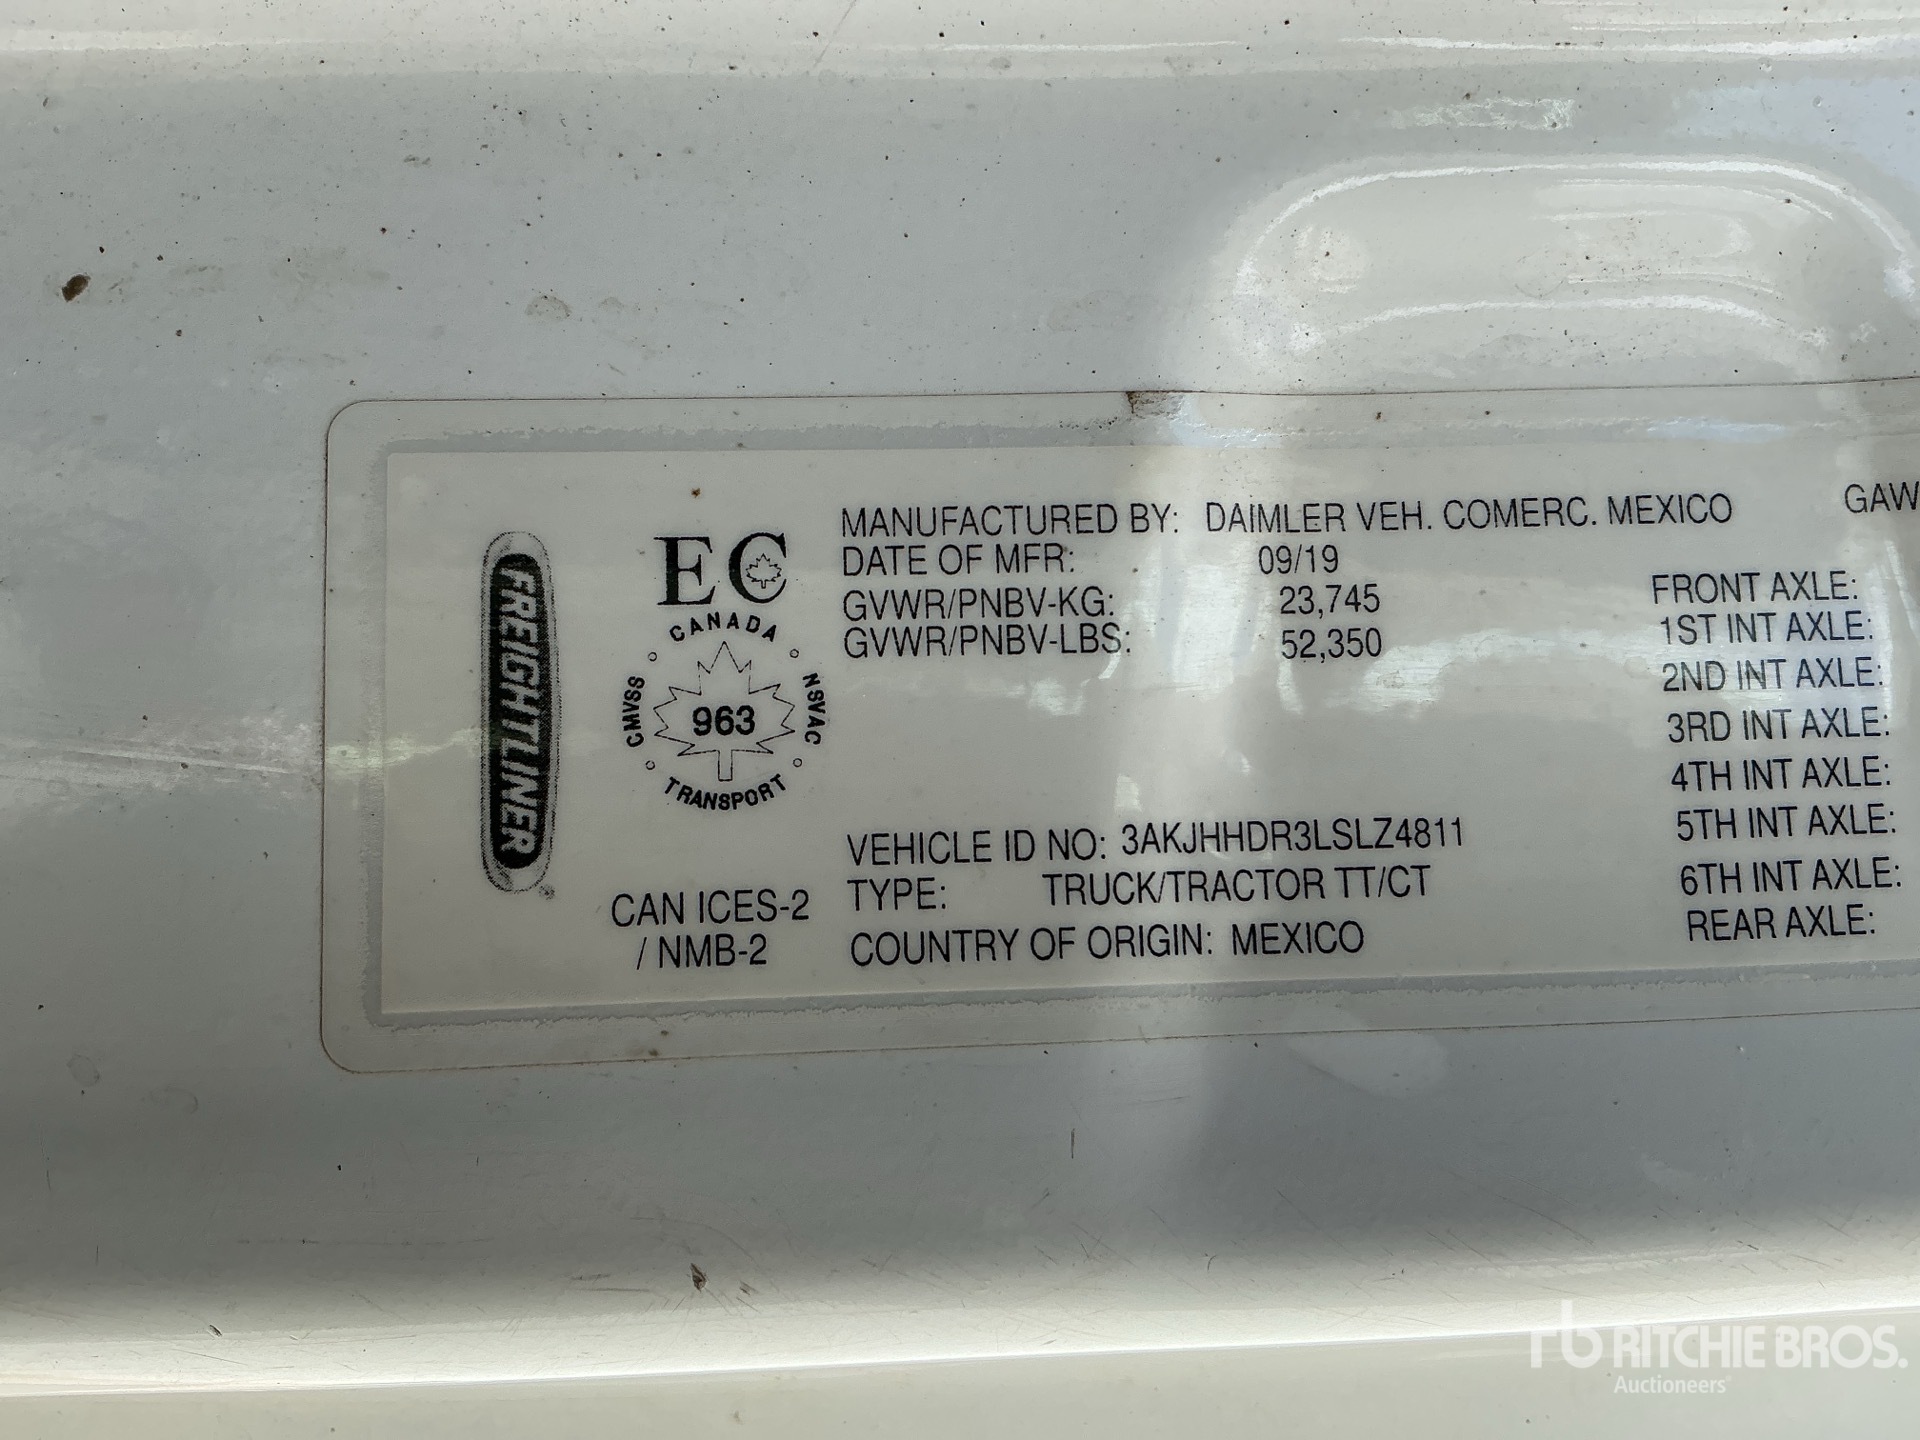 MANUFACTURED BY: DAIMLER VEH. COMERC. MEXICO
DATE OF MFR: 09/19
GVWR/PNBV-KG: 23,745
GVWR/PNBV-LBS: 52,350
VEHICLE ID NO: 3AKJHHDR3LSLZ4811
TYPE: TRUCK/TRACTOR TT/CT
COUNTRY OF ORIGIN: MEXICO
FREIGHTLINER
EC
CANADA
CMVSS
963
NSVAC
TRANSPORT
CAN ICES-2
/ NMB-2
GAW
FRONT AXLE:
1ST INT AXLE:
2ND INT AXLE:
3RD INT AXLE:
4TH INT AXLE:
5TH INT AXLE:
6TH INT AXLE:
REAR AXLE:
rb RITCHIE BROS.
Auctioneers